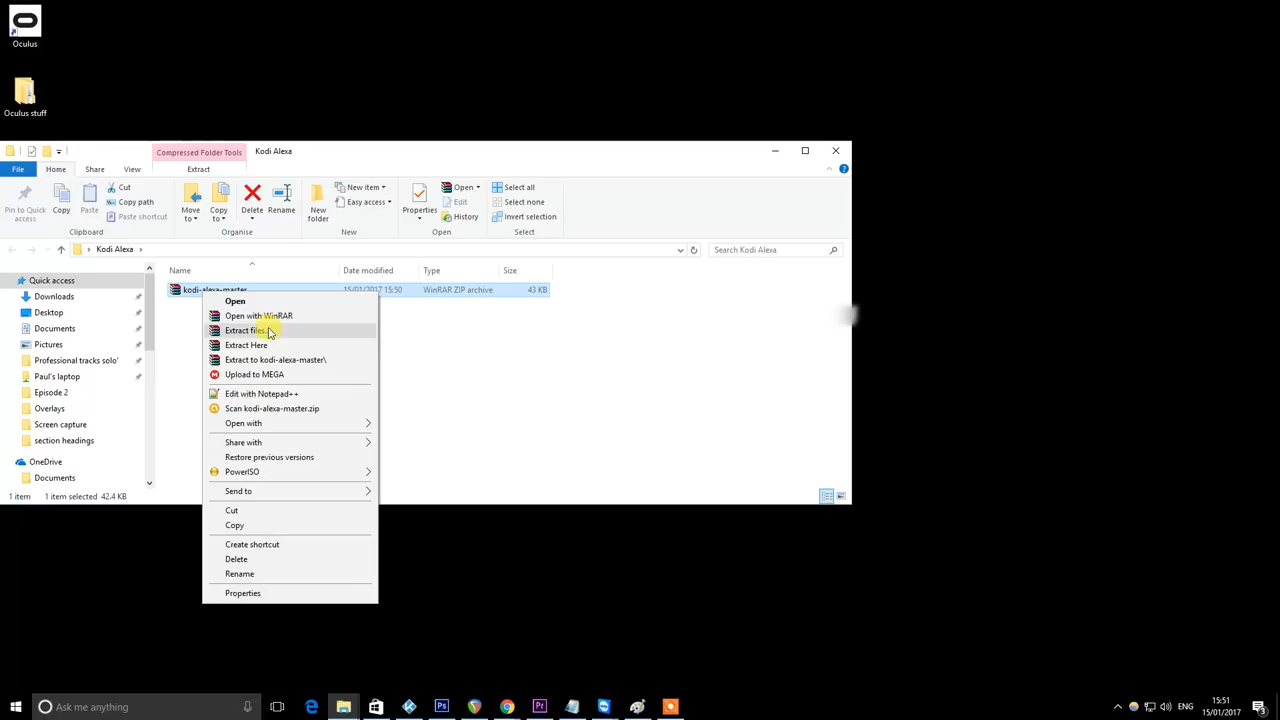 Oculus
Oculus stuff
Compressed Folder Tools
Kodi Alexa
File
Home
Share
View
Extract
Pin to Quick access
Copy
Paste
Cut
Copy path
Paste shortcut
Clipboard
Move to
Copy to
Delete
Rename
Organise
New folder
New item
Easy access
New
Properties
Open
Edit
History
Open
Select all
Select none
Invert selection
Select
Kodi Alexa
Search Kodi Alexa
Name
Date modified
Type
Size
kodi-alexa-master
15/01/2017 15:50
WinRAR ZIP archive
43 KB
Quick access
Downloads
Desktop
Documents
Pictures
Professional tracks solo'
Paul's laptop
Episode 2
Overlays
Screen capture
section headings
OneDrive
Documents
1 item
1 item selected 42.4 KB
Open
Open with WinRAR
Extract files...
Extract Here
Extract to kodi-alexa-master\
Upload to MEGA
Edit with Notepad++
Scan kodi-alexa-master.zip
Open with
Share with
Restore previous versions
PowerISO
Send to
Cut
Copy
Create shortcut
Delete
Rename
Properties
Ask me anything
Ps
Pr
ENG
15:51
15/01/2017
3